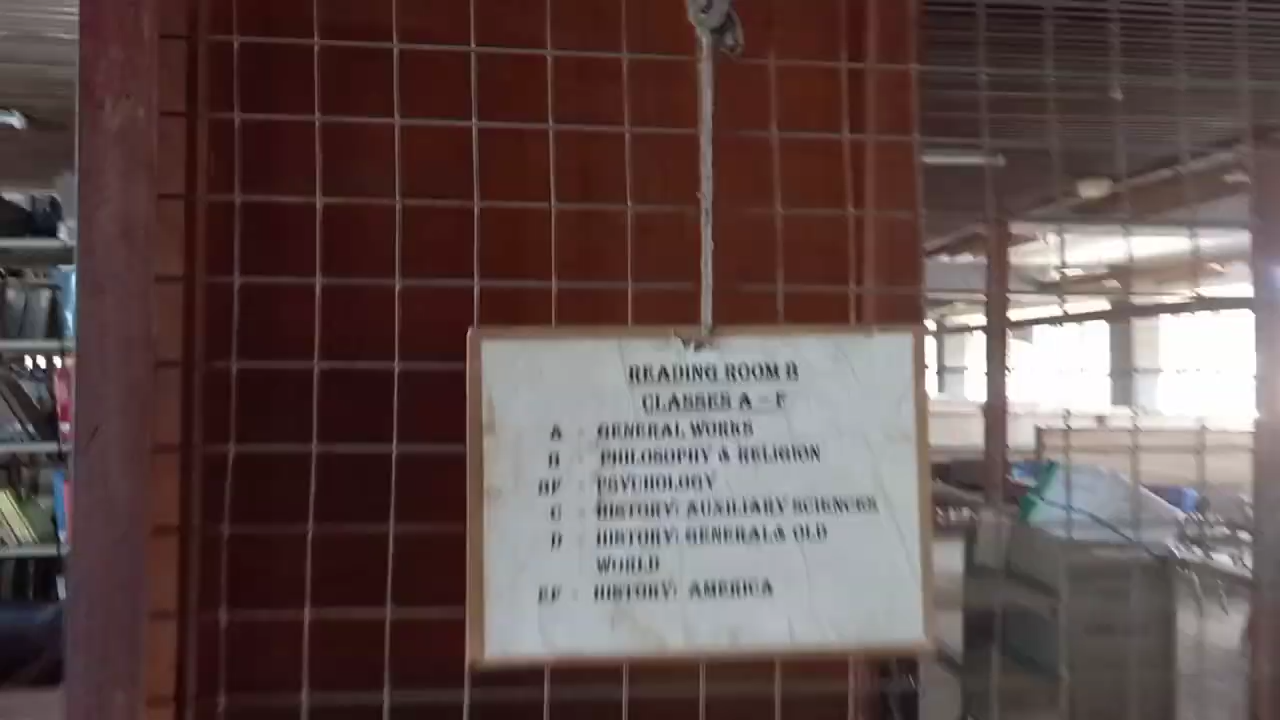 READING ROOM B
CLASSES A - F
A - GENERAL WORKS
B - PHILOSOPHY & RELIGION
BF - PSYCHOLOGY
C - HISTORY: AUXILIARY SCIENCES
D - HISTORY: GENERAL & OLD
WORLD
EF - HISTORY: AMERICA